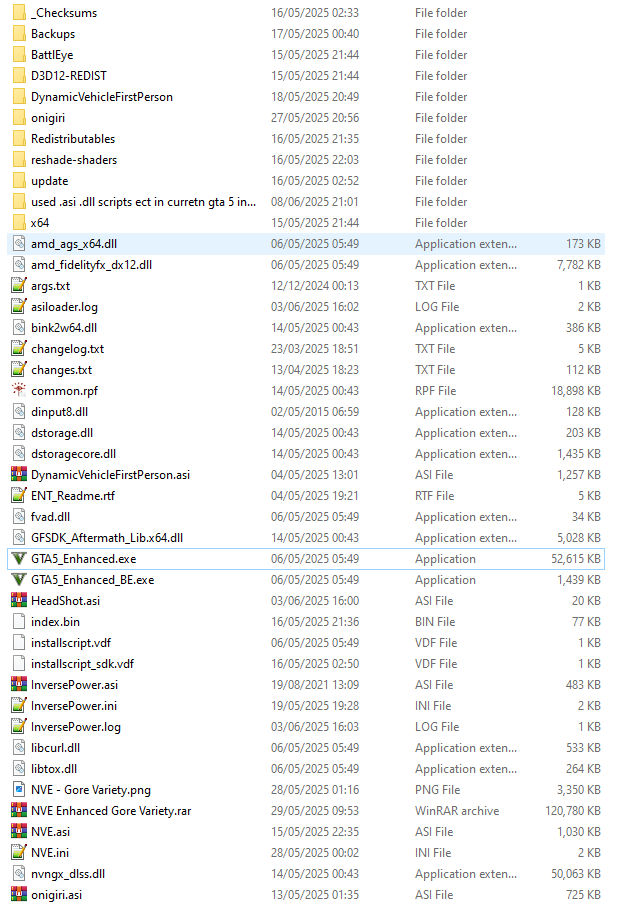 _Checksums 16/05/2025 02:33 File folder
Backups 17/05/2025 00:40 File folder
BattlEye 15/05/2025 21:44 File folder
D3D12-REDIST 15/05/2025 21:44 File folder
DynamicVehicleFirstPerson 18/05/2025 20:49 File folder
onigiri 27/05/2025 20:56 File folder
Redistributables 16/05/2025 21:35 File folder
reshade-shaders 16/05/2025 22:03 File folder
update 16/05/2025 02:52 File folder
used .asi .dll scripts ect in curretn gta 5 in... 08/06/2025 21:01 File folder
x64 15/05/2025 21:44 File folder
amd_ags_x64.dll 06/05/2025 05:49 Application exten... 173 KB
amd_fidelityfx_dx12.dll 06/05/2025 05:49 Application exten... 7,782 KB
args.txt 12/12/2024 00:13 TXT File 1 KB
asiloader.log 03/06/2025 16:02 LOG File 2 KB
bink2w64.dll 14/05/2025 00:43 Application exten... 386 KB
changelog.txt 23/03/2025 18:51 TXT File 5 KB
changes.txt 13/04/2025 18:23 TXT File 112 KB
common.rpf 14/05/2025 00:43 RPF File 18,898 KB
dinput8.dll 02/05/2015 06:59 Application exten... 128 KB
dstorage.dll 14/05/2025 00:43 Application exten... 203 KB
dstoragecore.dll 14/05/2025 00:43 Application exten... 1,435 KB
DynamicVehicleFirstPerson.asi 04/05/2025 13:01 ASI File 1,257 KB
ENT_Readme.rtf 04/05/2025 19:21 RTF File 5 KB
fvad.dll 06/05/2025 05:49 Application exten... 34 KB
GFSDK_Aftermath_Lib.x64.dll 14/05/2025 00:43 Application exten... 5,028 KB
GTA5_Enhanced.exe 06/05/2025 05:49 Application 52,615 KB
GTA5_Enhanced_BE.exe 06/05/2025 05:49 Application 1,439 KB
HeadShot.asi 03/06/2025 16:00 ASI File 20 KB
index.bin 16/05/2025 21:36 BIN File 77 KB
installscript.vdf 06/05/2025 05:49 VDF File 1 KB
installscript_sdk.vdf 16/05/2025 02:50 VDF File 1 KB
InversePower.asi 19/08/2021 13:09 ASI File 483 KB
InversePower.ini 19/05/2025 19:28 INI File 2 KB
InversePower.log 03/06/2025 16:03 LOG File 1 KB
libcurl.dll 06/05/2025 05:49 Application exten... 533 KB
libtox.dll 06/05/2025 05:49 Application exten... 264 KB
NVE - Gore Variety.png 28/05/2025 01:16 PNG File 3,350 KB
NVE Enhanced Gore Variety.rar 29/05/2025 09:53 WinRAR archive 120,780 KB
NVE.asi 15/05/2025 22:35 ASI File 1,030 KB
NVE.ini 28/05/2025 00:02 INI File 2 KB
nvngx_dlss.dll 14/05/2025 00:43 Application exten... 50,063 KB
onigiri.asi 13/05/2025 01:35 ASI File 725 KB